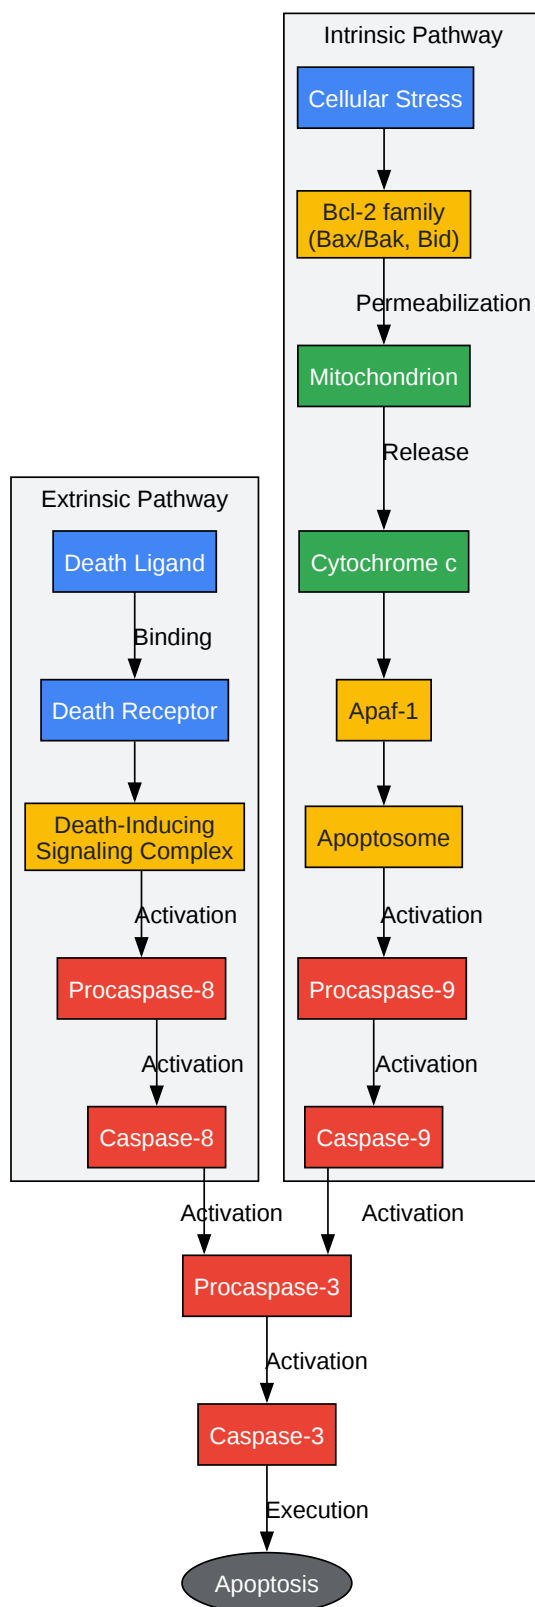 Intrinsic Pathway
Cellular Stress
Bcl-2 family
(Bax/Bak, Bid)
Permeabilization
Mitochondrion
Release
Cytochrome c
Apaf-1
Apoptosome
Activation
Procaspase-9
Activation
Caspase-9
Activation
Extrinsic Pathway
Death Ligand
Binding
Death Receptor
Death-Inducing
Signaling Complex
Activation
Procaspase-8
Activation
Caspase-8
Activation
Procaspase-3
Activation
Caspase-3
Execution
Apoptosis